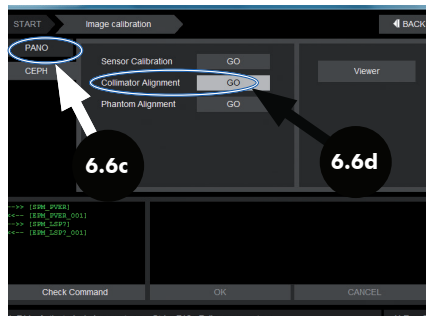 START Image calibration BACK
PANO
CEPH
Sensor Calibration GO
Collimator Alignment GO
Phantom Alignment GO
Viewer
6.6c
6.6d
-->> [SPM_PVER]
<<-- [EPM_PVER_001]
-->> [SPM_LSP?]
<<-- [EPM_LSP?_001]
Check Command OK CANCEL